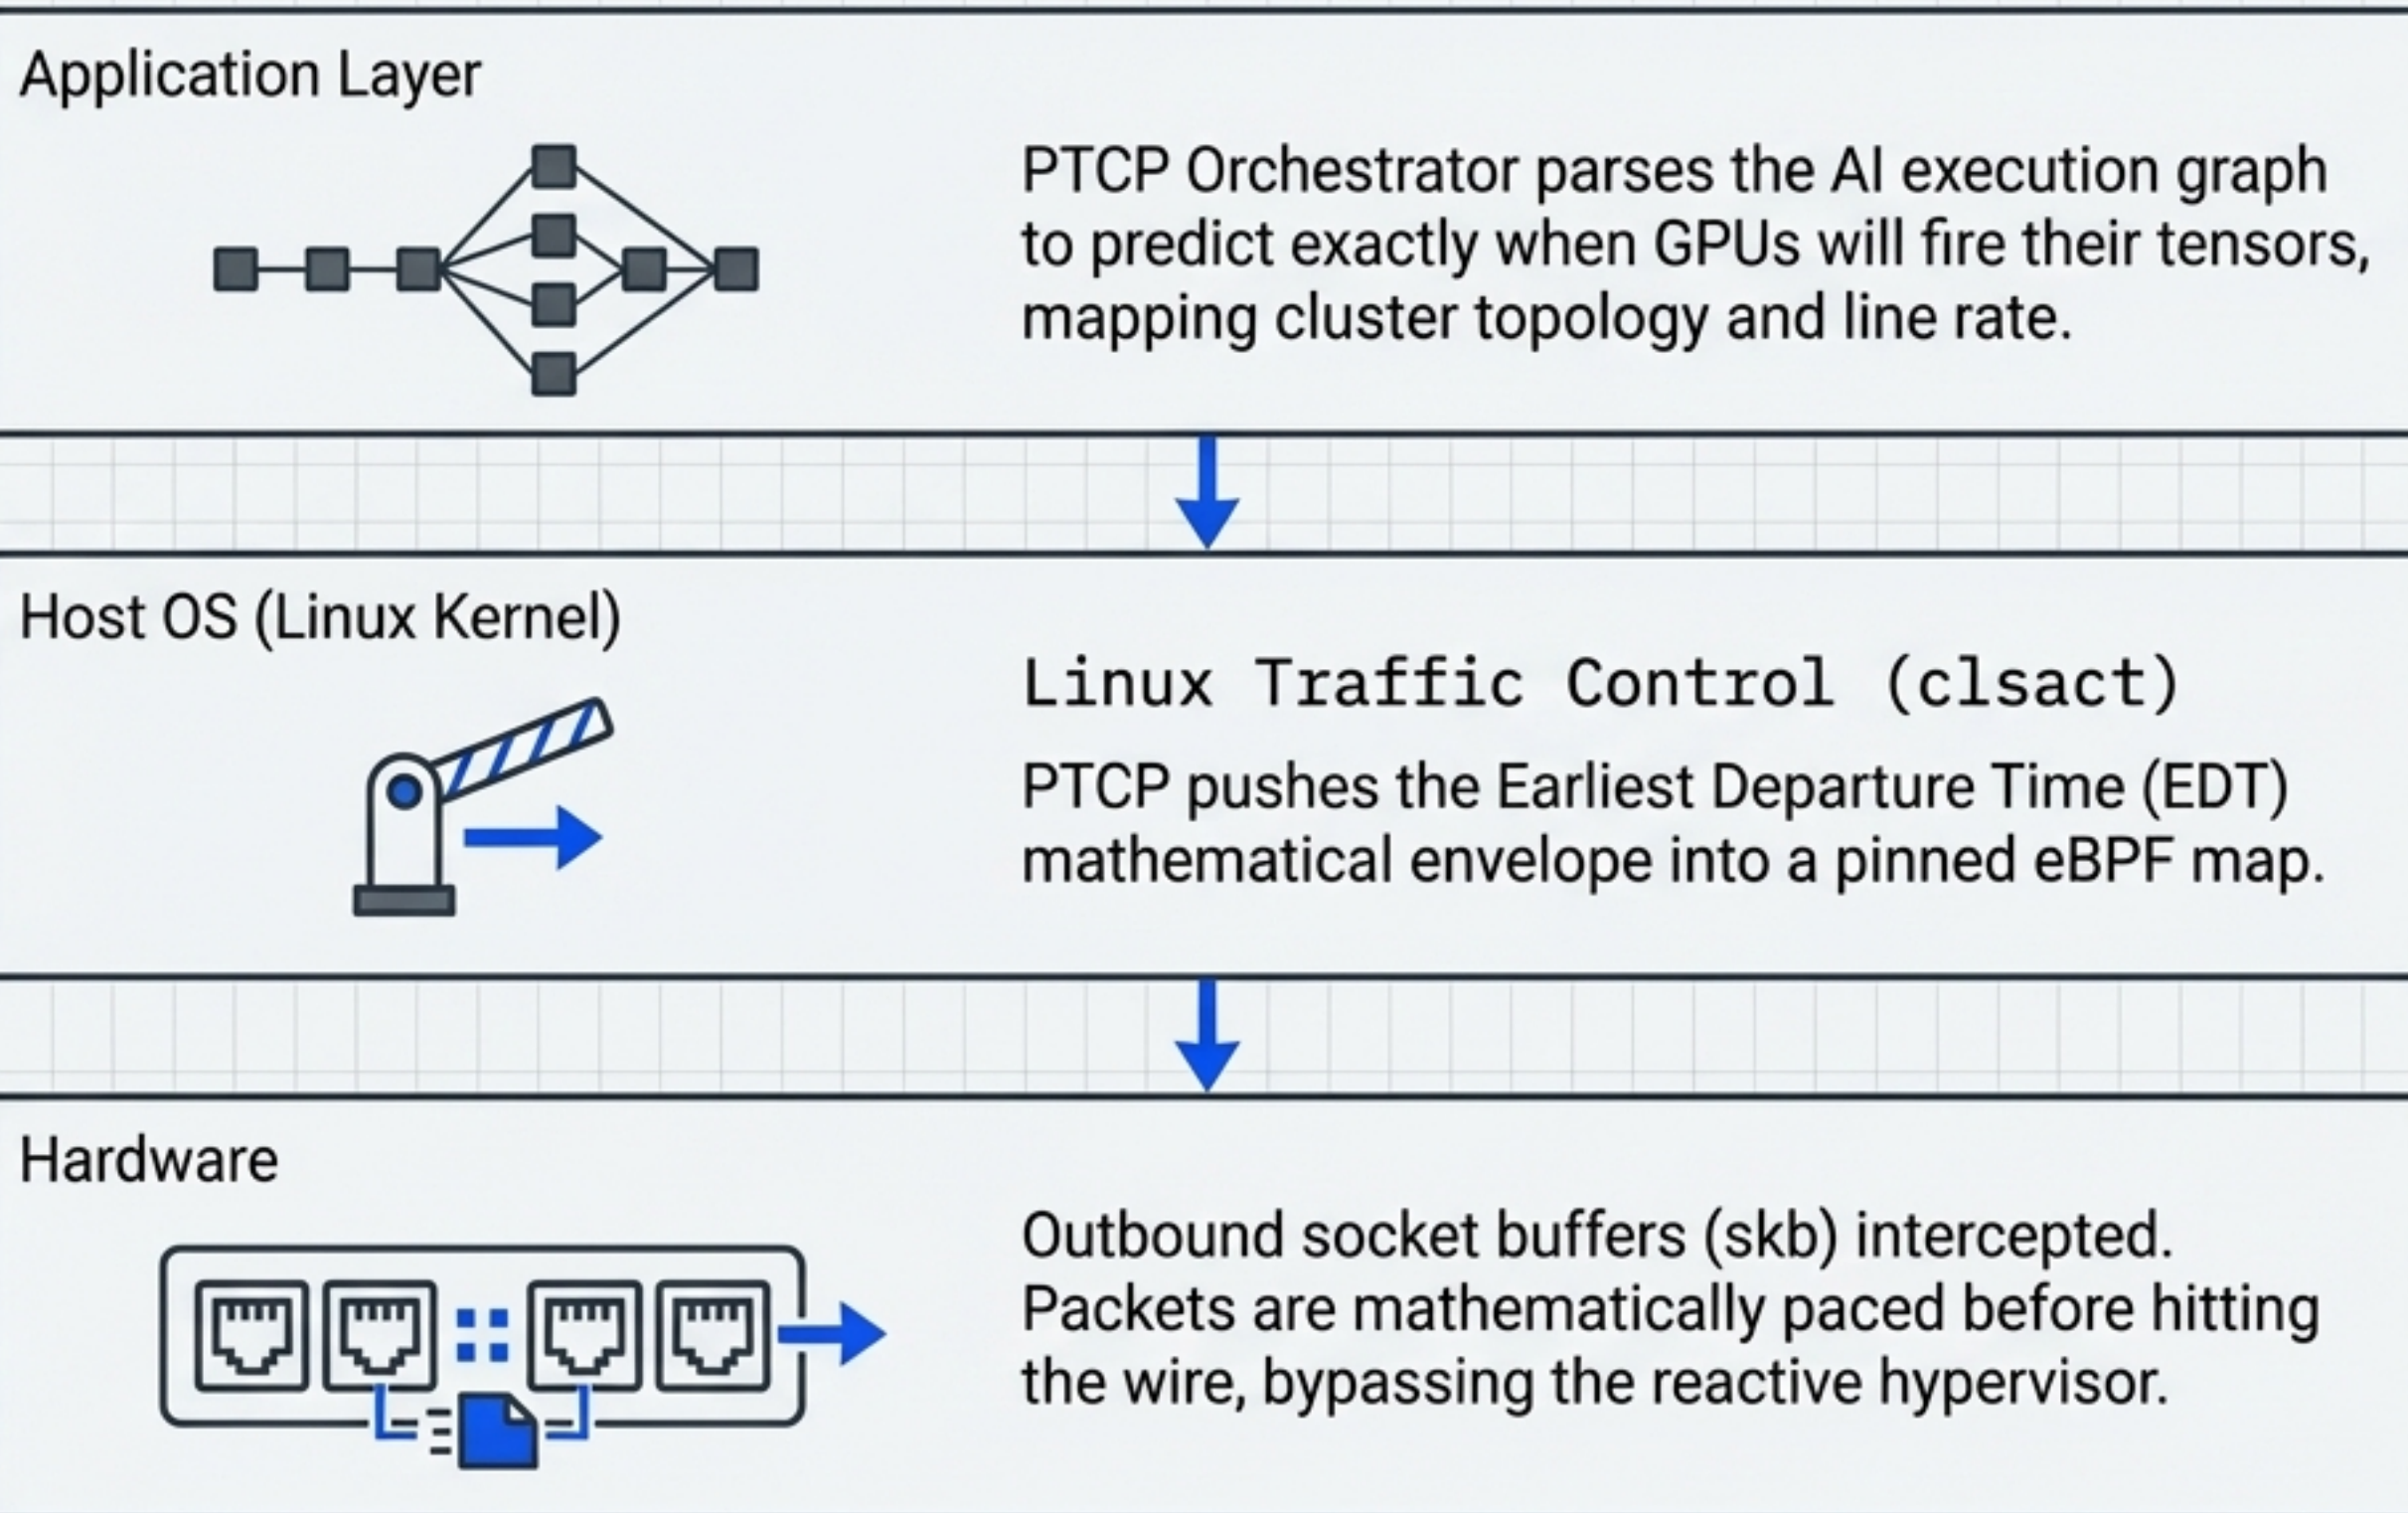 Application Layer
PTCP Orchestrator parses the AI execution graph
to predict exactly when GPUs will fire their tensors,
mapping cluster topology and line rate.
Host OS (Linux Kernel)
Linux Traffic Control (clsact)
PTCP pushes the Earliest Departure Time (EDT)
mathematical envelope into a pinned eBPF map.
Hardware
Outbound socket buffers (skb) intercepted.
Packets are mathematically paced before hitting
the wire, bypassing the reactive hypervisor.